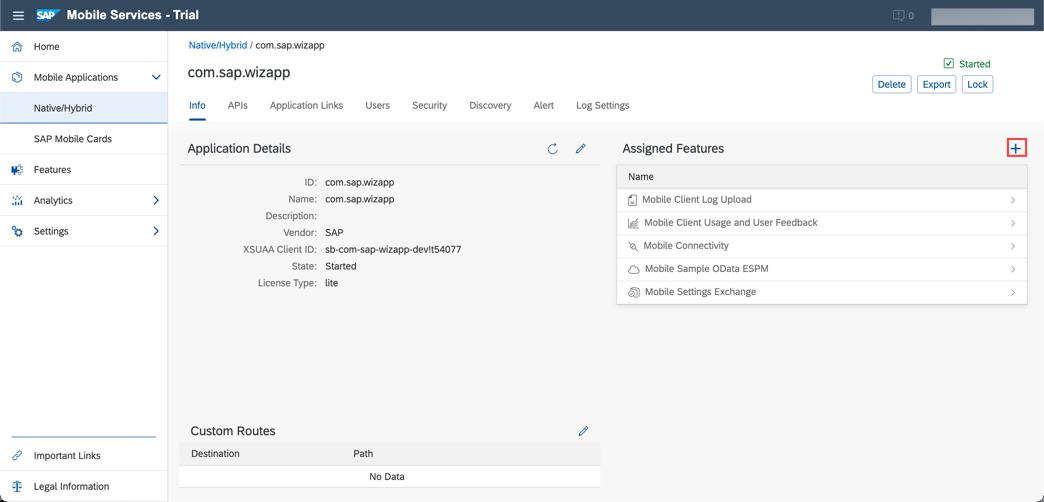 SAP Mobile Services - Trial
0
Home
Mobile Applications
Native/Hybrid
SAP Mobile Cards
Features
Analytics
Settings
Important Links
Legal Information
Native/Hybrid / com.sap.wizapp
com.sap.wizapp
Started
Delete Export Lock
Info APIs Application Links Users Security Discovery Alert Log Settings
Application Details
ID: com.sap.wizapp
Name: com.sap.wizapp
Description:
Vendor: SAP
XSUAA Client ID: sb-com-sap-wizapp-dev!t54077
State: Started
License Type: lite
Assigned Features
Name
Mobile Client Log Upload
Mobile Client Usage and User Feedback
Mobile Connectivity
Mobile Sample OData ESPM
Mobile Settings Exchange
Custom Routes
Destination Path
No Data